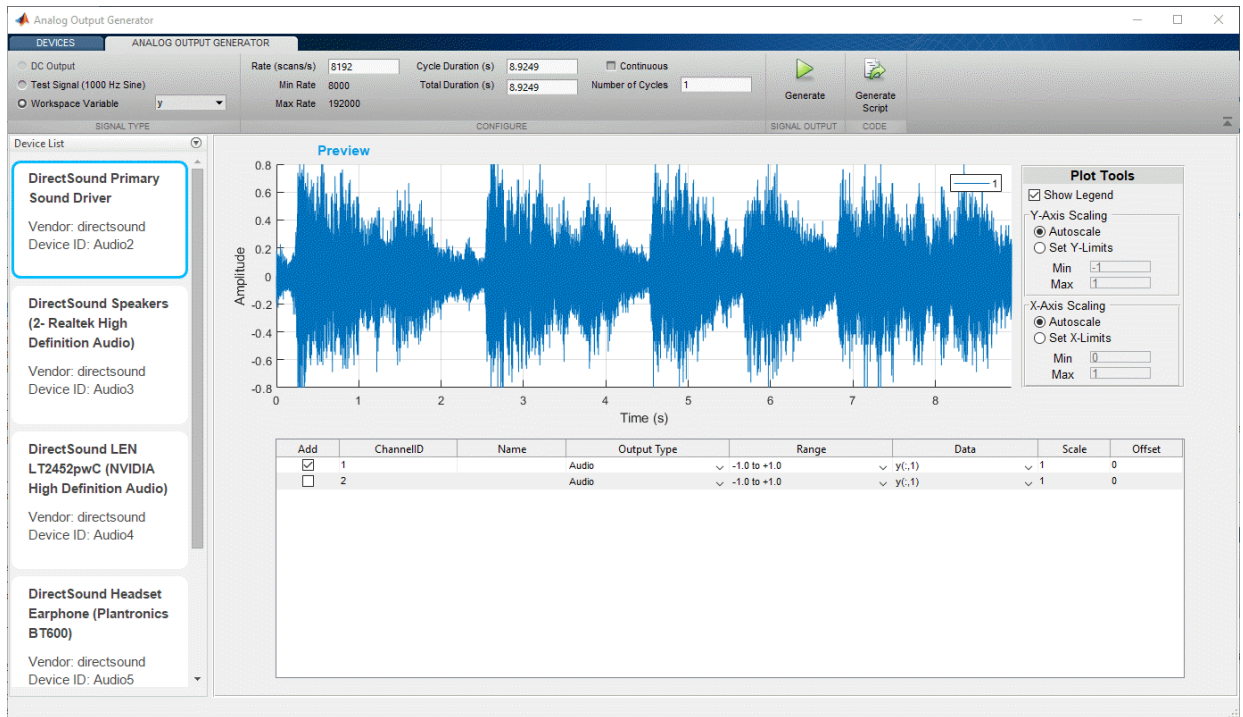 Analog Output Generator
DEVICES ANALOG OUTPUT GENERATOR
DC Output
Test Signal (1000 Hz Sine)
Workspace Variable y
SIGNAL TYPE
Rate (scans/s) 8192 Cycle Duration (s) 8.9249 Continuous
Min Rate 8000 Total Duration (s) 8.9249 Number of Cycles 1
Max Rate 192000
CONFIGURE
Generate
SIGNAL OUTPUT
Generate
Script
CODE
Device List
DirectSound Primary
Sound Driver
Vendor: directsound
Device ID: Audio2
DirectSound Speakers
(2- Realtek High
Definition Audio)
Vendor: directsound
Device ID: Audio3
DirectSound LEN
LT2452pwC (NVIDIA
High Definition Audio)
Vendor: directsound
Device ID: Audio4
DirectSound Headset
Earphone (Plantronics
BT600)
Vendor: directsound
Device ID: Audio5
Preview
0.8
0.6
0.4
0.2
0
-0.2
-0.4
-0.6
-0.8
Amplitude
1
0 1 2 3 4 5 6 7 8
Time (s)
Plot Tools
Show Legend
Y-Axis Scaling
Autoscale
Set Y-Limits
Min -1
Max 1
X-Axis Scaling
Autoscale
Set X-Limits
Min 0
Max 1
Add ChannelID Name Output Type Range Data Scale Offset
1 Audio -1.0 to +1.0 y(:,1) 1 0
2 Audio -1.0 to +1.0 y(:,1) 1 0